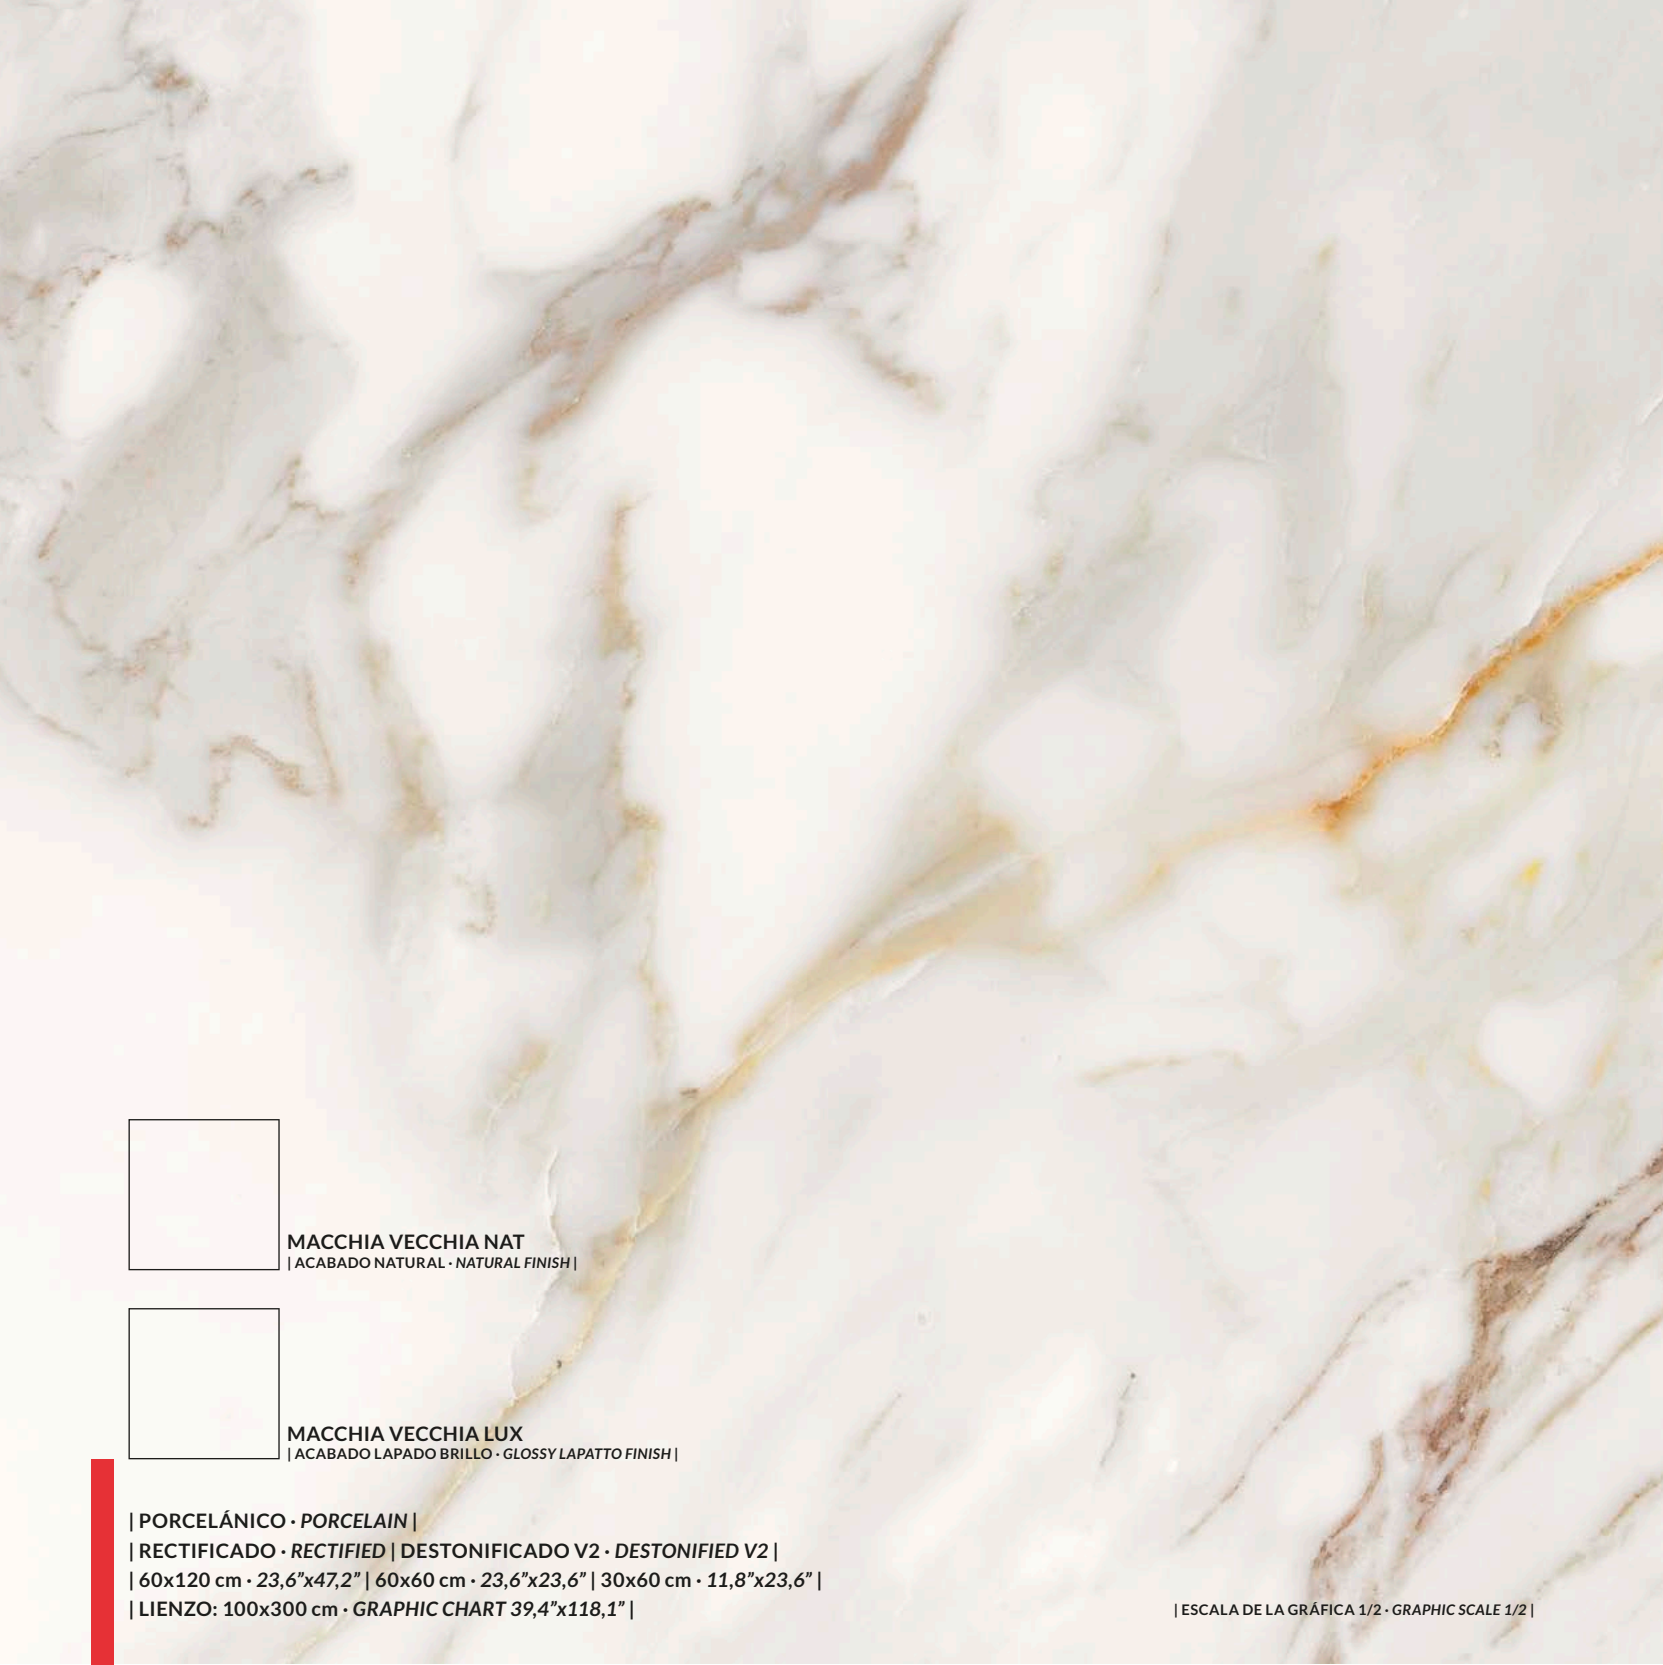 MACCHIA VECCHIA NAT
| ACABADO NATURAL · NATURAL FINISH |
MACCHIA VECCHIA LUX
| ACABADO LAPADO BRILLO · GLOSSY LAPATTO FINISH |
| PORCELÁNICO · PORCELAIN |
| RECTIFICADO · RECTIFIED | DESTONIFICADO V2 · DESTONIFIED V2 |
| 60x120 cm · 23,6”x47,2” | 60x60 cm · 23,6”x23,6” | 30x60 cm · 11,8”x23,6” |
| LIENZO: 100x300 cm · GRAPHIC CHART 39,4”x118,1” |
| ESCALA DE LA GRÁFICA 1/2 · GRAPHIC SCALE 1/2 |